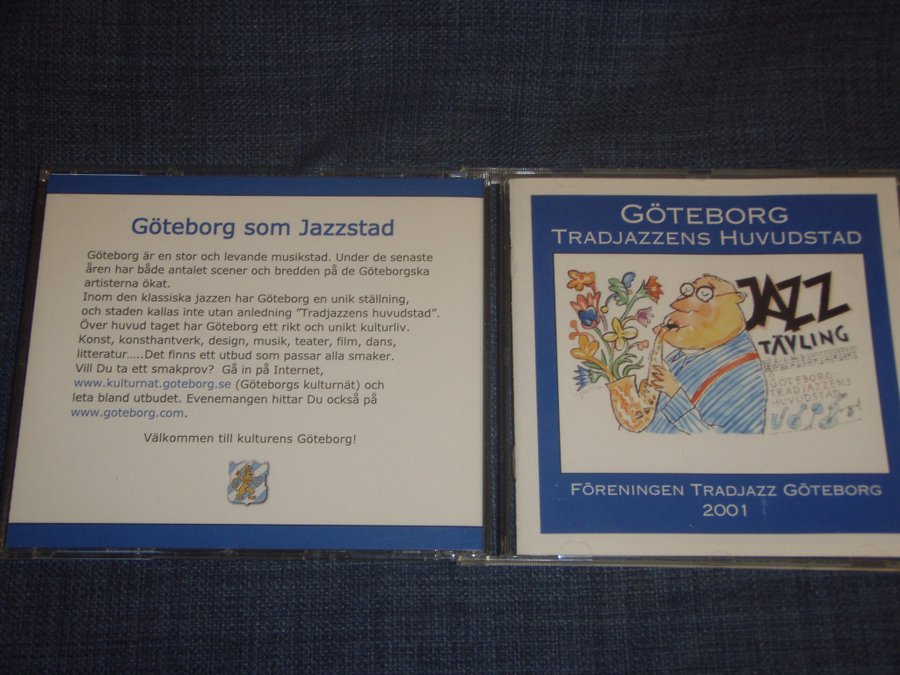 Göteborg som Jazzstad
Göteborg är en stor och levande musikstad. Under de senaste
åren har både antalet scener och bredden på de Göteborgska
artisterna ökat.
Inom den klassiska jazzen har Göteborg en unik ställning,
och staden kallas inte utan anledning "Tradjazzens huvudstad".
Över huvud taget har Göteborg ett rikt och unikt kulturliv.
Konst, konsthantverk, design, musik, teater, film, dans,
litteratur.....Det finns ett utbud som passar alla smaker.
Vill Du ta ett smakprov? Gå in på Internet,
www.kulturnat.goteborg.se (Göteborgs kulturnät) och
leta bland utbudet. Evenemangen hittar Du också på
www.goteborg.com.
Välkommen till kulturens Göteborg!
GÖTEBORG
TRADJAZZENS HUVUDSTAD
JAZZ
TÄVLING
GÖTEBORG
TRADJAZZENS
HUVUDSTAD
FÖRENINGEN TRADJAZZ GÖTEBORG
2001